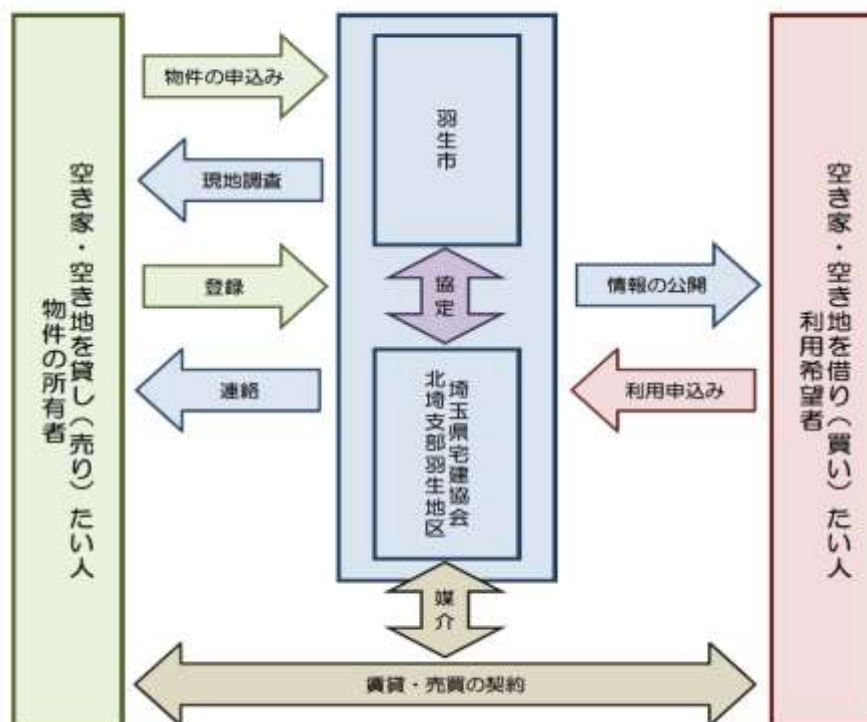 空き家・空き地を貸し（売り）たい人
物件の所有者
物件の申込み
現地調査
登録
連絡
羽生市
協定
埼玉県宅建協会
北埼支部羽生地区
媒介
情報の公開
利用申込み
空き家・空き地を借り（買い）たい人
利用希望者
賃貸・売買の契約